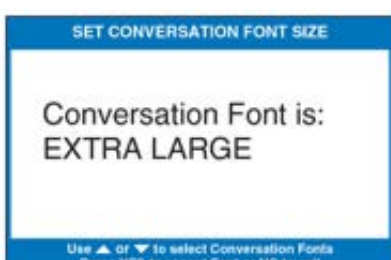 SET CONVERSATION FONT SIZE
Conversation Font is:
EXTRA LARGE
Use ▲ or ▼ to select Conversation Fonts